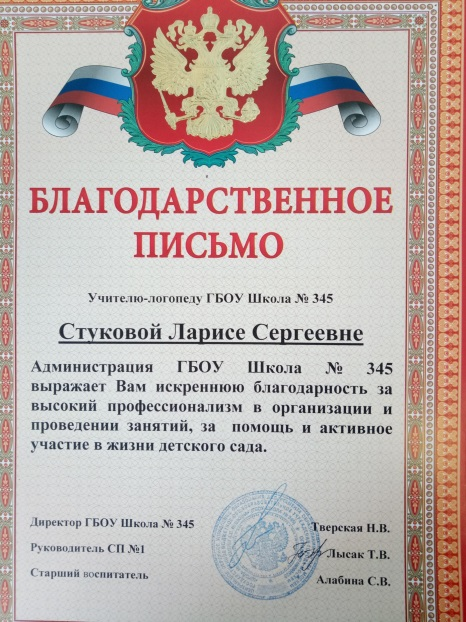 БЛАГОДАРСТВЕННОЕ
ПИСЬМО
Учителю-логопеду ГБОУ Школа № 345
Стуковой Ларисе Сергеевне
Администрация ГБОУ Школа № 345
выражает Вам искреннюю благодарность за
высокий профессионализм в организации и
проведении занятий, за помощь и активное
участие в жизни детского сада.
Директор ГБОУ Школа № 345 Тверская Н.В.
Руководитель СП №1 Лысак Т.В.
Старший воспитатель Алабина С.В.